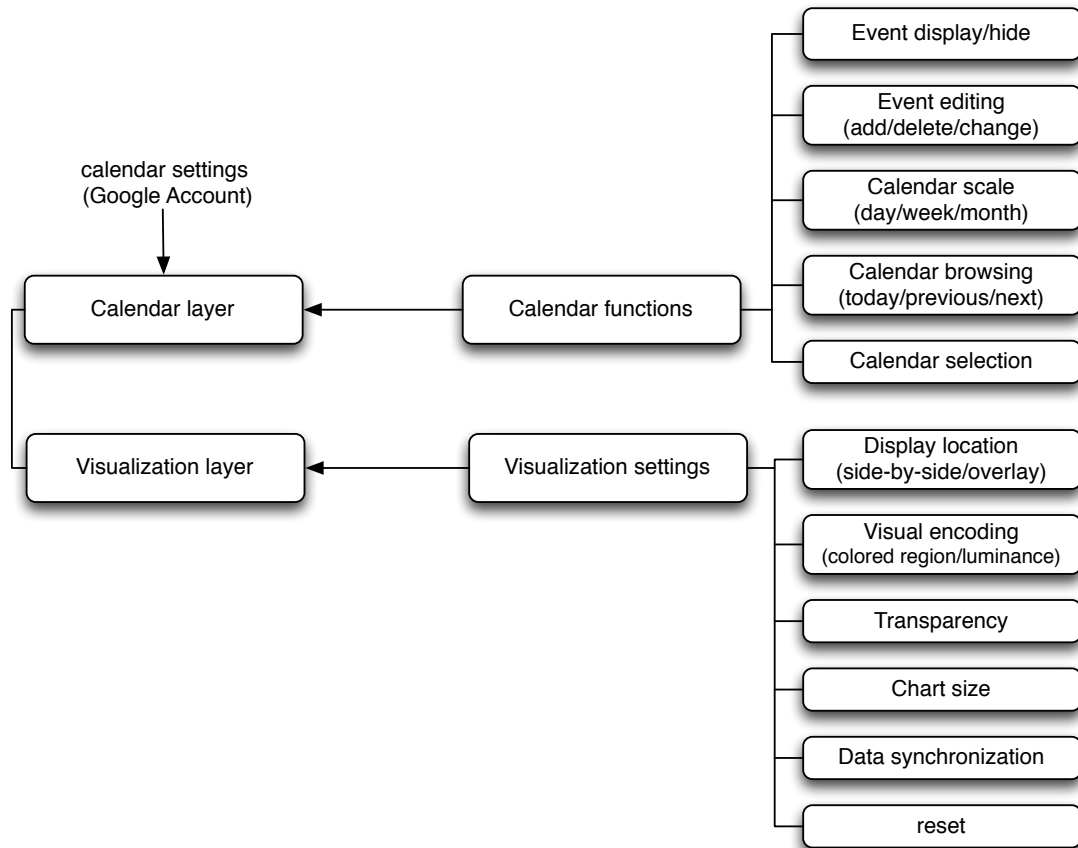 Event display/hide
Event editing
(add/delete/change)
calendar settings
(Google Account)
Calendar scale
(day/week/month)
Calendar layer
Calendar functions
Calendar browsing
(today/previous/next)
Calendar selection
Visualization layer
Visualization settings
Display location
(side-by-side/overlay)
Visual encoding
(colored region/luminance)
Transparency
Chart size
Data synchronization
reset